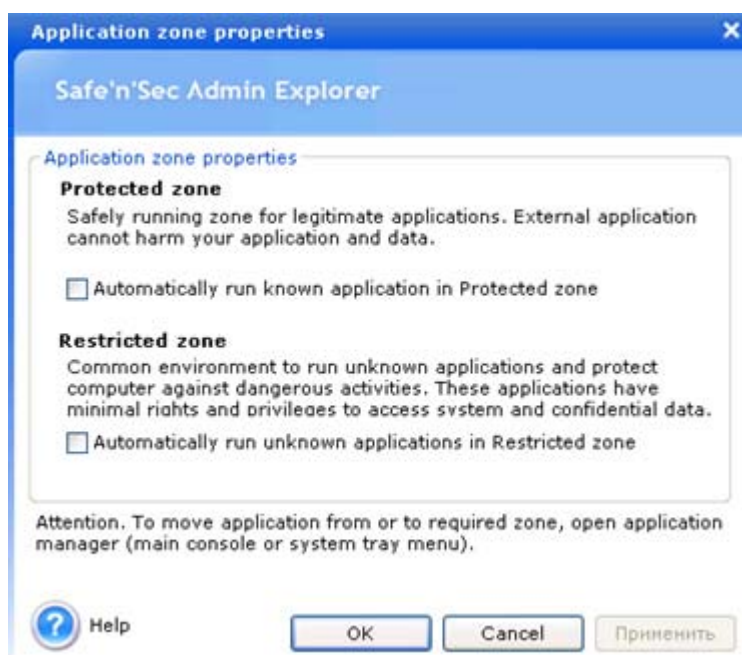 Application zone properties
Safe'n'Sec Admin Explorer
Application zone properties
Protected zone
Safely running zone for legitimate applications. External application
cannot harm your application and data.
Automatically run known application in Protected zone
Restricted zone
Common environment to run unknown applications and protect
computer against dangerous activities. These applications have
minimal rights and privileges to access system and confidential data.
Automatically run unknown applications in Restricted zone
Attention. To move application from or to required zone, open application
manager (main console or system tray menu).
Help
OK
Cancel
Применить